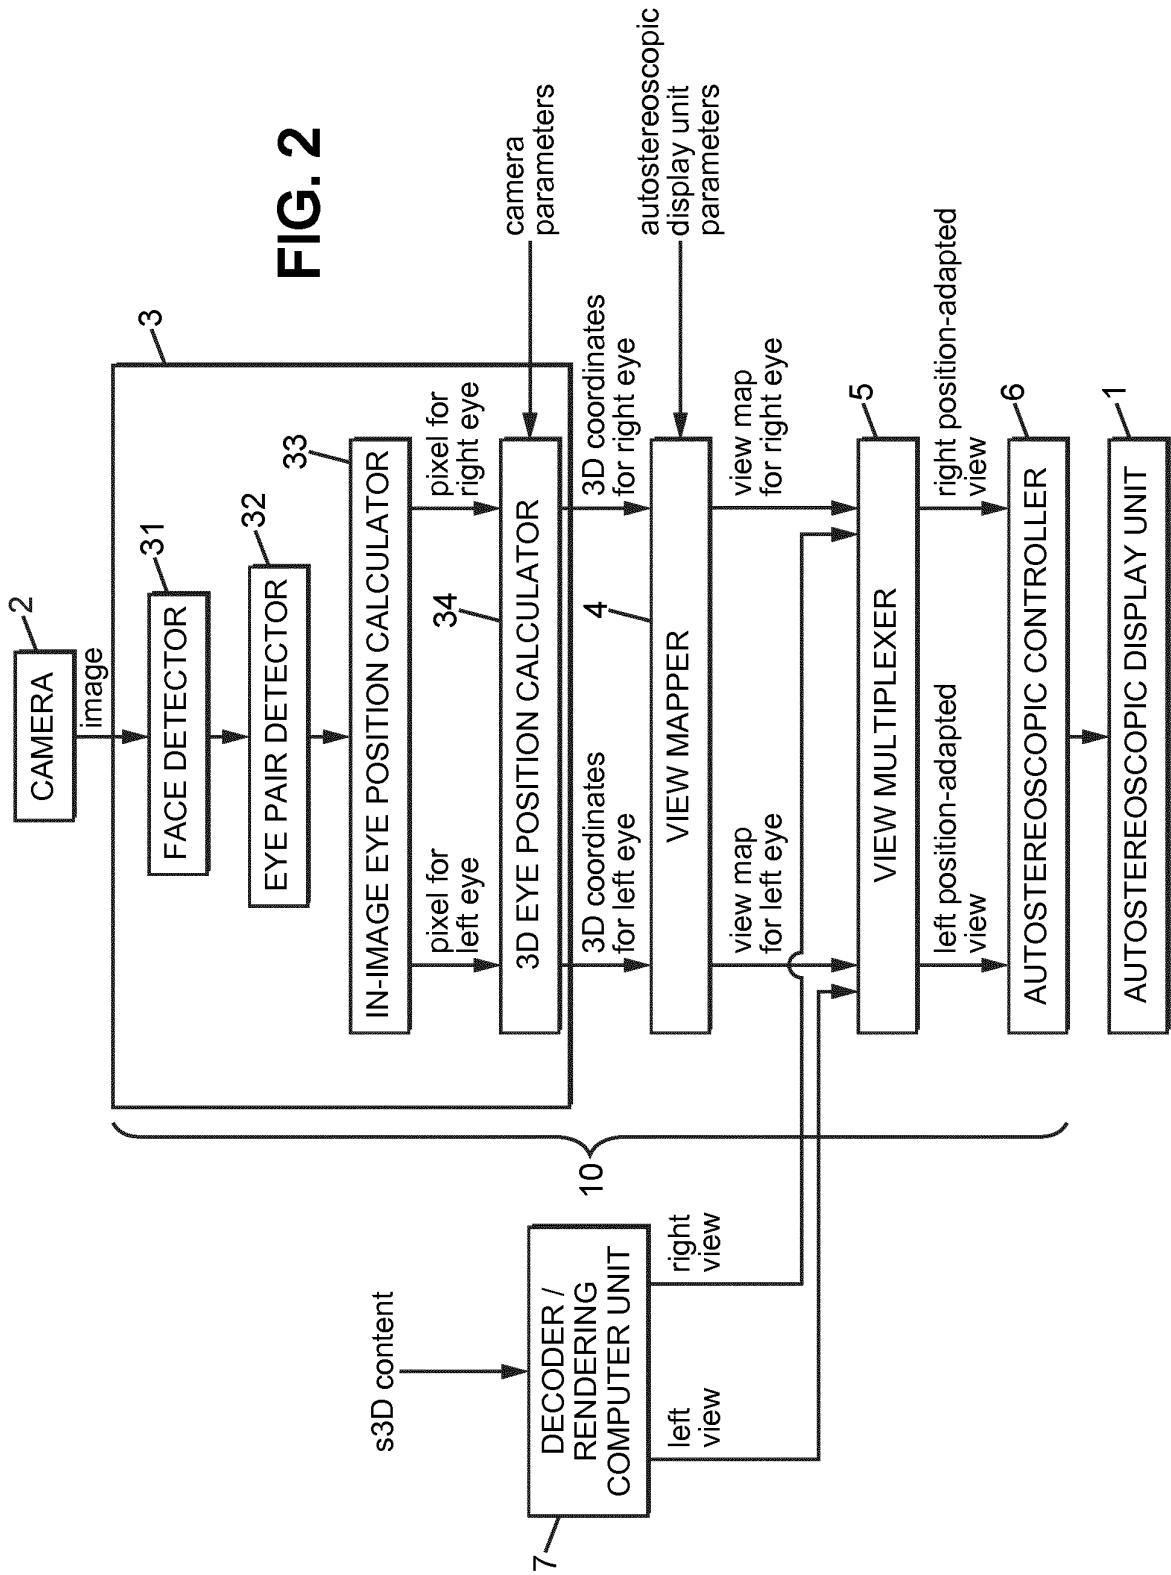 FIG. 2
CAMERA
2
image
3
FACE DETECTOR
31
EYE PAIR DETECTOR
32
IN-IMAGE EYE POSITION CALCULATOR
33
pixel for
left eye
pixel for
right eye
3D EYE POSITION CALCULATOR
34
camera
parameters
3D coordinates
for left eye
3D coordinates
for right eye
VIEW MAPPER
4
autostereoscopic
display unit
parameters
view map
for left eye
view map
for right eye
VIEW MULTIPLEXER
5
left position-adapted
view
right position-adapted
view
AUTOSTEREOSCOPIC CONTROLLER
6
AUTOSTEREOSCOPIC DISPLAY UNIT
1
10
s3D content
DECODER /
RENDERING
COMPUTER UNIT
7
left
view
right
view